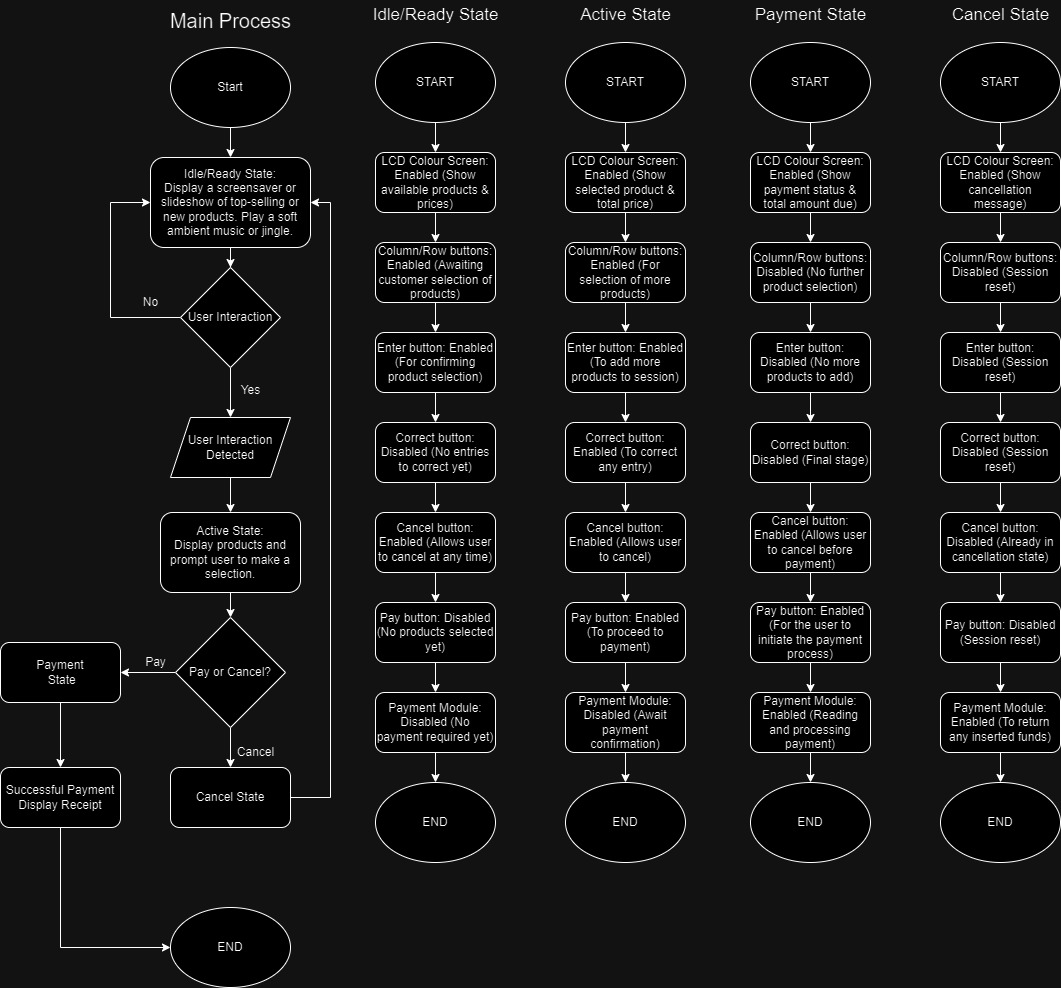 Main Process
Start
Idle/Ready State:
Display a screensaver or
slideshow of top-selling or
new products. Play a soft
ambient music or jingle.
No
User Interaction
Yes
User Interaction
Detected
Active State:
Display products and
prompt user to make a
selection.
Pay or Cancel?
Pay
Payment
State
Cancel
Successful Payment
Display Receipt
Cancel State
END
Idle/Ready State
START
LCD Colour Screen:
Enabled (Show
available products &
prices)
Column/Row buttons:
Enabled (Awaiting
customer selection of
products)
Enter button: Enabled
(For confirming
product selection)
Correct button:
Disabled (No entries
to correct yet)
Cancel button:
Enabled (Allows user
to cancel at any time)
Pay button: Disabled
(No products selected
yet)
Payment Module:
Disabled (No
payment required yet)
END
Active State
START
LCD Colour Screen:
Enabled (Show
selected product &
total price)
Column/Row buttons:
Enabled (For
selection of more
products)
Enter button: Enabled
(To add more
products to session)
Correct button:
Enabled (To correct
any entry)
Cancel button:
Enabled (Allows user
to cancel)
Pay button: Enabled
(To proceed to
payment)
Payment Module:
Disabled (Await
payment
confirmation)
END
Payment State
START
LCD Colour Screen:
Enabled (Show
payment status &
total amount due)
Column/Row buttons:
Disabled (No further
product selection)
Enter button:
Disabled (No more
products to add)
Correct button:
Disabled (Final stage)
Cancel button:
Enabled (Allows user
to cancel before
payment)
Pay button: Enabled
(For the user to
initiate the payment
process)
Payment Module:
Enabled (Reading
and processing
payment)
END
Cancel State
START
LCD Colour Screen:
Enabled (Show
cancellation
message)
Column/Row buttons:
Disabled (Session
reset)
Enter button:
Disabled (Session
reset)
Correct button:
Disabled (Session
reset)
Cancel button:
Disabled (Already in
cancellation state)
Pay button: Disabled
(Session reset)
Payment Module:
Enabled (To return
any inserted funds)
END